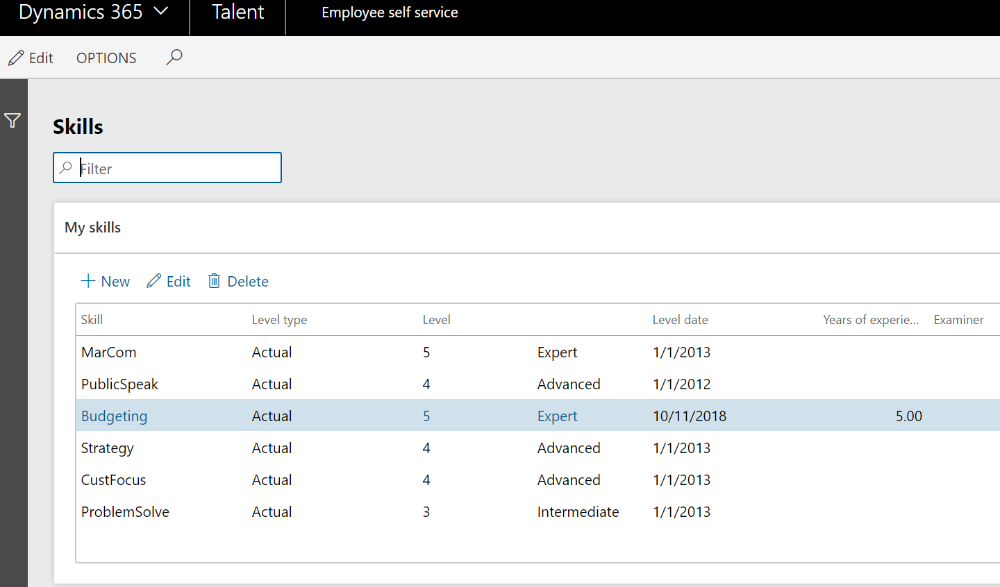 Dynamics 365 Talent Employee self service
Edit OPTIONS
Skills
Filter
My skills
New Edit Delete
Skill Level type Level Level date Years of experie... Examiner
MarCom Actual 5 Expert 1/1/2013
PublicSpeak Actual 4 Advanced 1/1/2012
Budgeting Actual 5 Expert 10/11/2018 5.00
Strategy Actual 4 Advanced 1/1/2013
CustFocus Actual 4 Advanced 1/1/2013
ProblemSolve Actual 3 Intermediate 1/1/2013